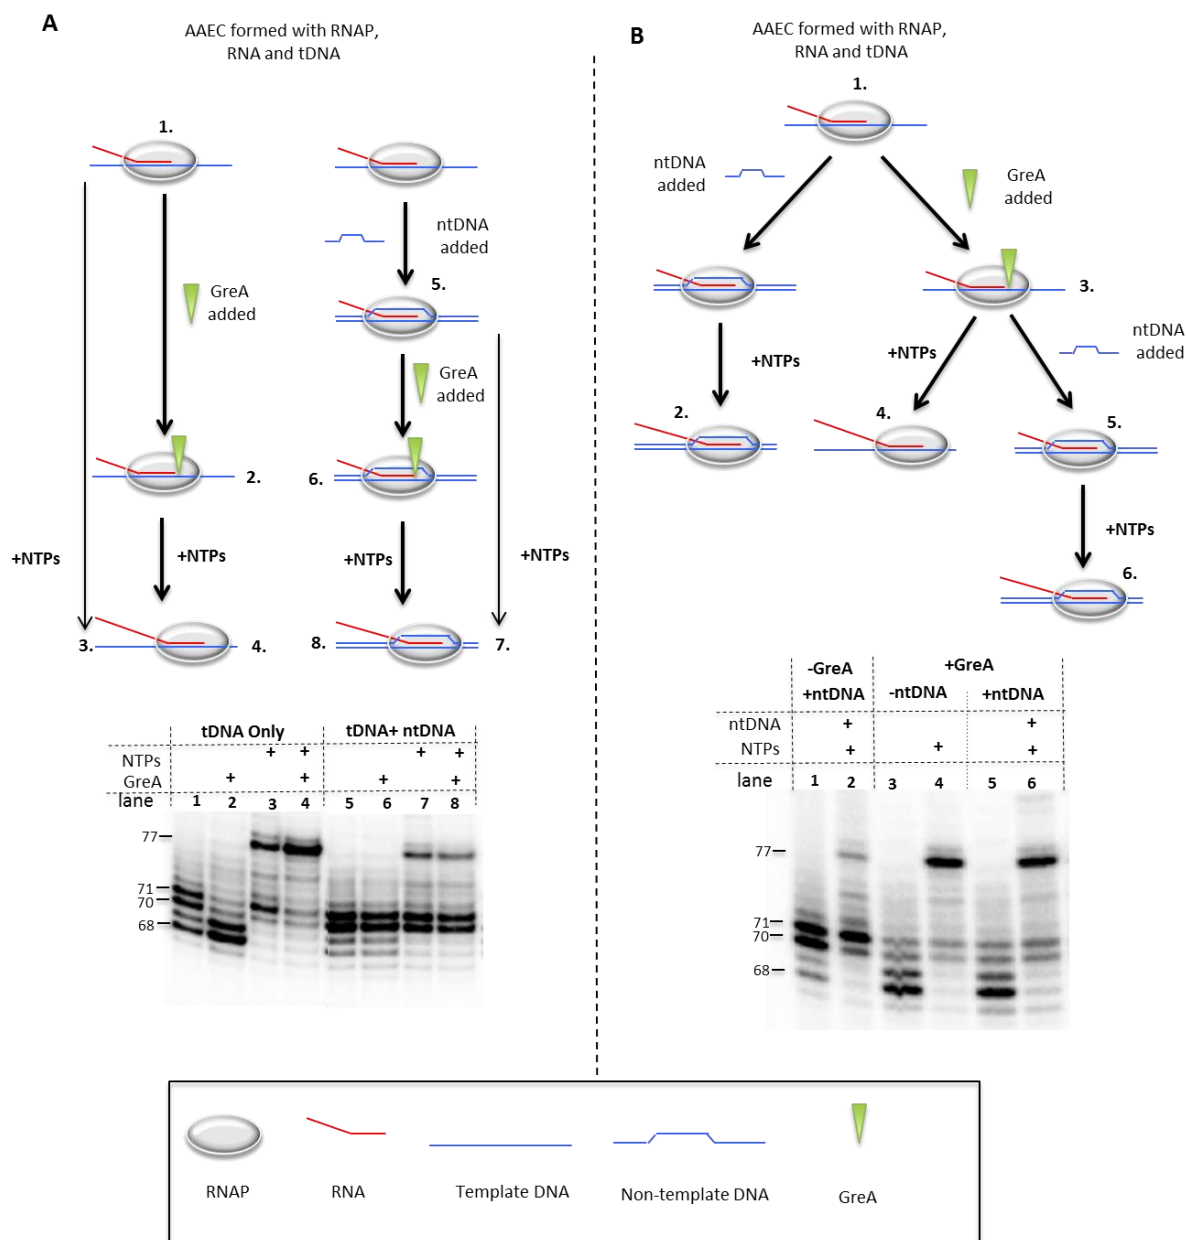 A
AAEC formed with RNAP,
RNA and tDNA
1.
ntDNA
added
5.
GreA
added
GreA
added
2.
6.
+NTPs
+NTPs
+NTPs
+NTPs
3.
4.
8.
7.
tDNA Only
tDNA+ ntDNA
NTPs + + + +
GreA + + + +
lane 1 2 3 4 5 6 7 8
77
71
70
68
B
AAEC formed with RNAP,
RNA and tDNA
1.
ntDNA
added
GreA
added
3.
ntDNA
added
+NTPs
+NTPs
2.
4.
5.
+NTPs
6.
-GreA
+GreA
+ntDNA
-ntDNA
+ntDNA
ntDNA + +
NTPs + + +
lane 1 2 3 4 5 6
77
71
70
68
RNAP
RNA
Template DNA
Non-template DNA
GreA